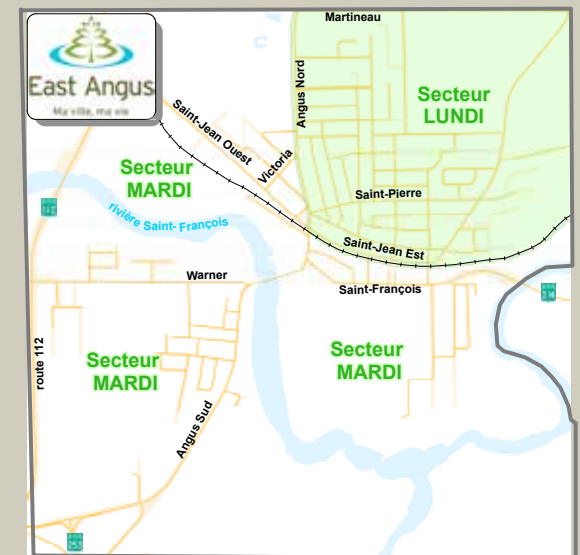 East Angus
Ma ville, ma vie
Martineau
Angus Nord
Secteur
LUNDI
Saint-Jean Ouest
Victoria
Secteur
MARDI
Saint-Pierre
rivière Saint- François
Saint-Jean Est
Warner
Saint-François
route 112
Secteur
MARDI
Secteur
MARDI
Angus Sud